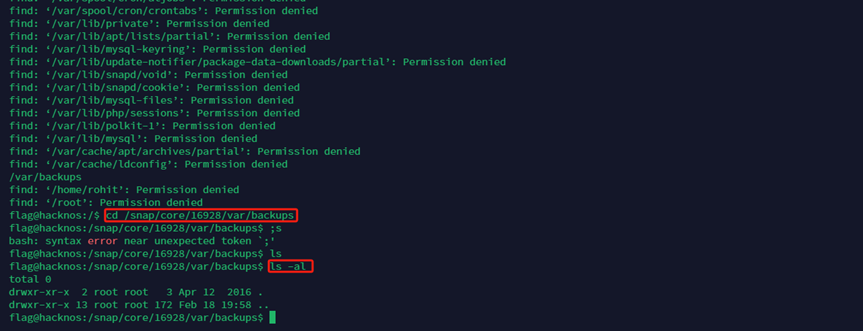 find: ‘/var/spool/cron/crontabs’: Permission denied
find: ‘/var/lib/private’: Permission denied
find: ‘/var/lib/apt/lists/partial’: Permission denied
find: ‘/var/lib/mysql-keyring’: Permission denied
find: ‘/var/lib/update-notifier/package-data-downloads/partial’: Permission denied
find: ‘/var/lib/snapd/void’: Permission denied
find: ‘/var/lib/snapd/cookie’: Permission denied
find: ‘/var/lib/mysql-files’: Permission denied
find: ‘/var/lib/php/sessions’: Permission denied
find: ‘/var/lib/polkit-1’: Permission denied
find: ‘/var/lib/mysql’: Permission denied
find: ‘/var/cache/apt/archives/partial’: Permission denied
find: ‘/var/cache/ldconfig’: Permission denied
/var/backups
find: ‘/home/rohit’: Permission denied
find: ‘/root’: Permission denied
flag@hacknos:/$ cd /snap/core/16928/var/backups
flag@hacknos:/snap/core/16928/var/backups$ ;s
bash: syntax error near unexpected token `;'
flag@hacknos:/snap/core/16928/var/backups$ ls
flag@hacknos:/snap/core/16928/var/backups$ ls -al
total 0
drwxr-xr-x  2 root root   3 Apr 12  2016 .
drwxr-xr-x 13 root root 172 Feb 18 19:58 ..
flag@hacknos:/snap/core/16928/var/backups$